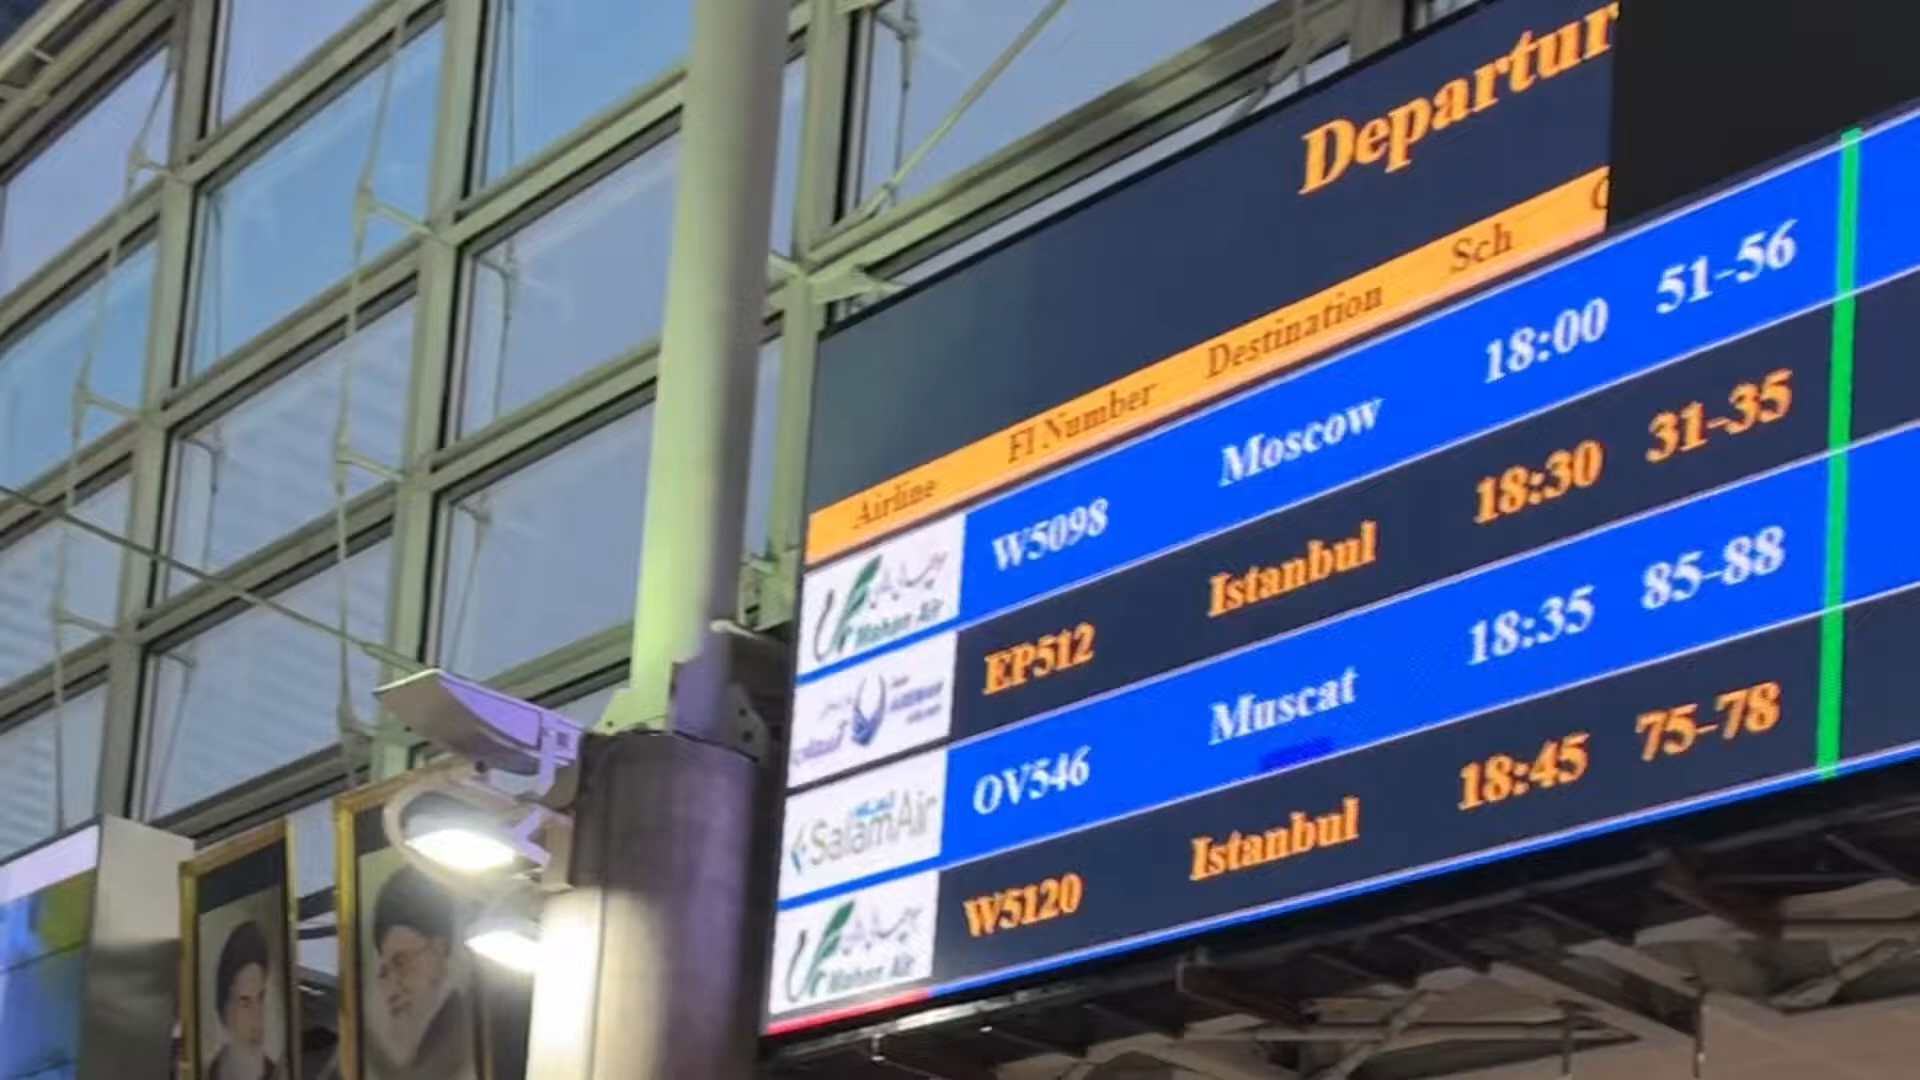 Departur
Airline Fl Number Destination Sch
Mahan Air W5098 Moscow 18:00 51-56
EP512 Istanbul 18:30 31-35
SalamAir OV546 Muscat 18:35 85-88
Mahan Air W5120 Istanbul 18:45 75-78